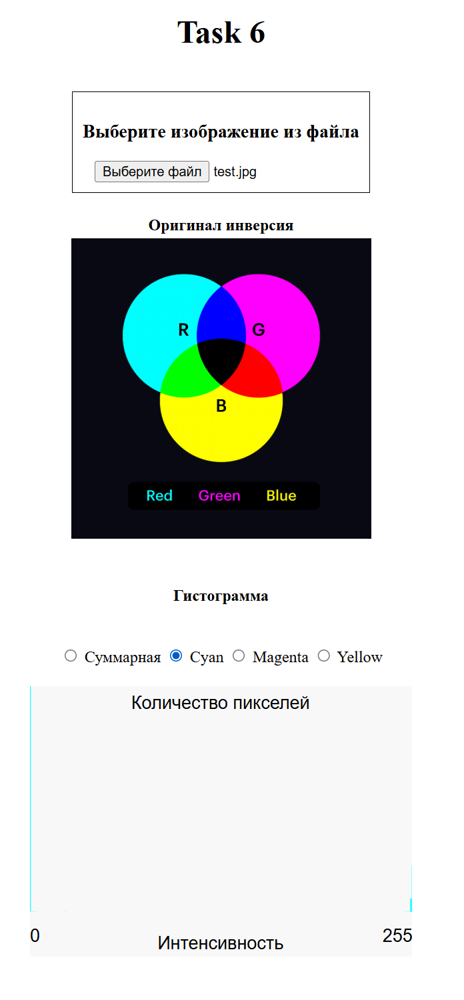 Task 6
Выберите изображение из файла
Выберите файл test.jpg
Оригинал инверсия
R G
B
Red Green Blue
Гистограмма
Суммарная Cyan Magenta Yellow
Количество пикселей
0 255
Интенсивность